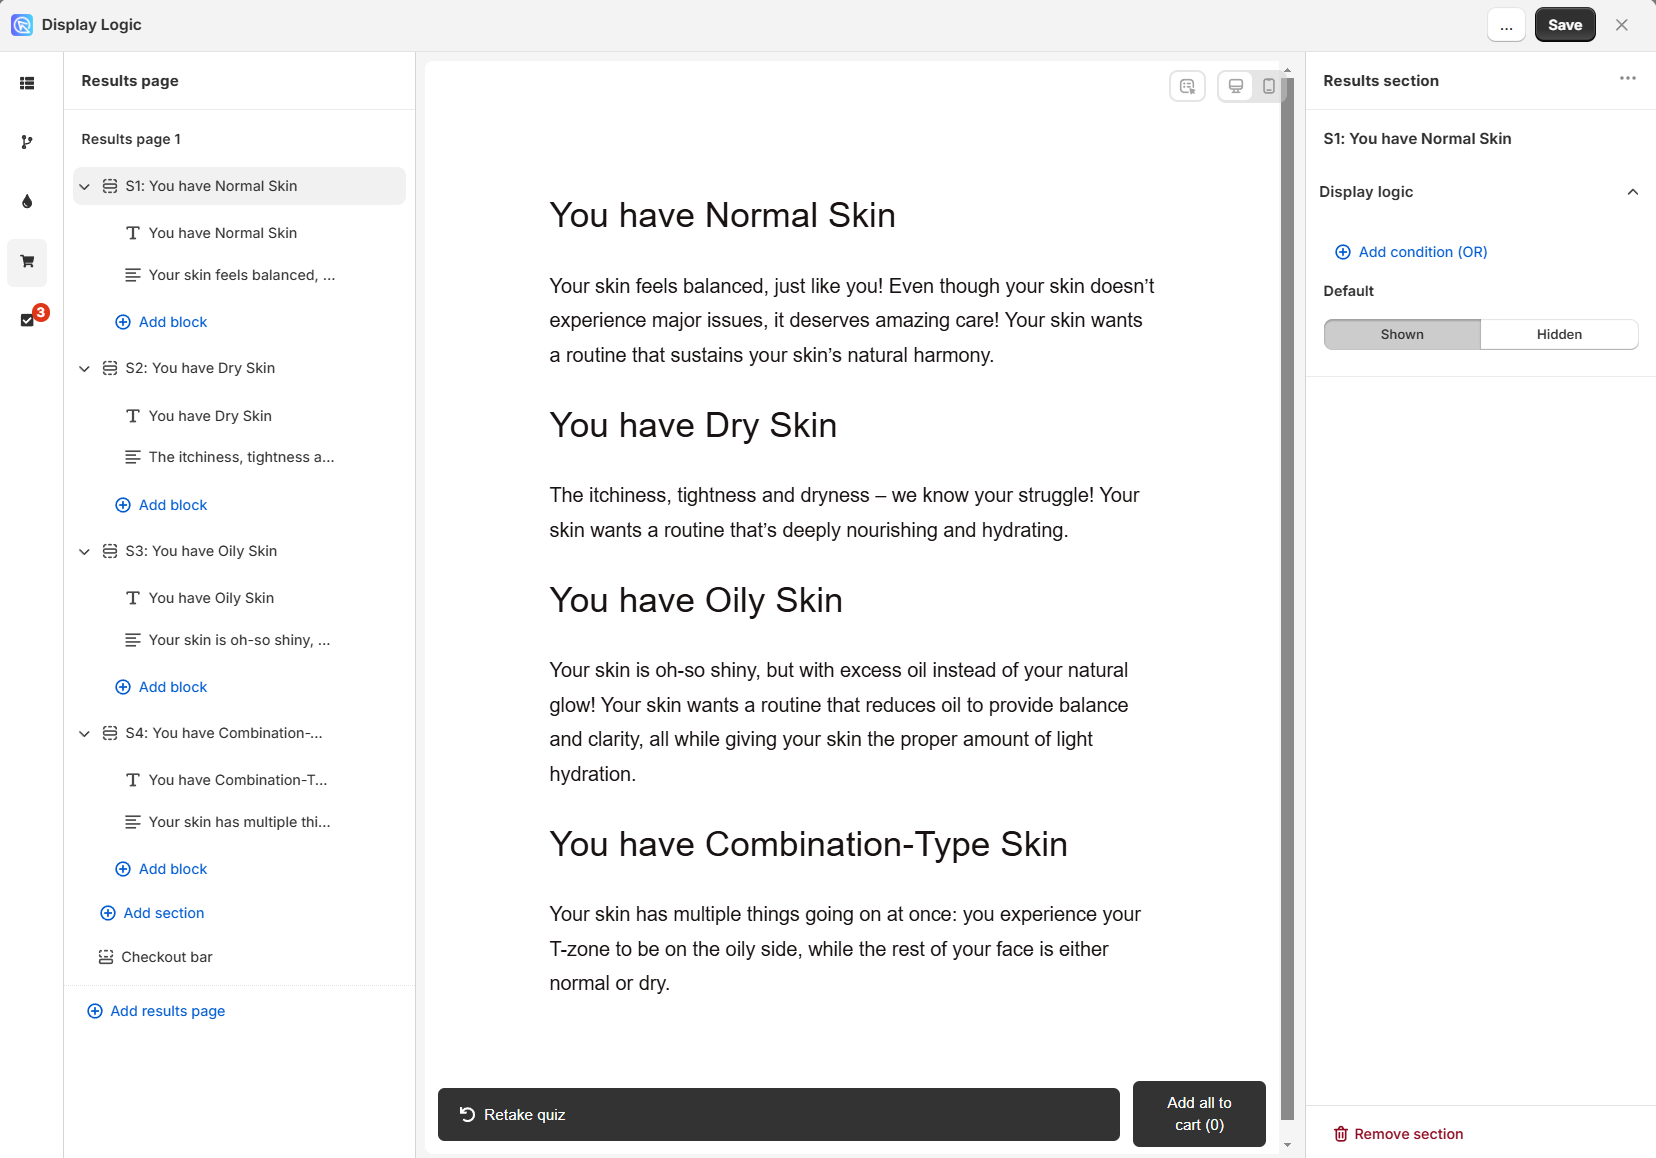 Display Logic
...
Save
Results page
Results page 1
S1: You have Normal Skin
You have Normal Skin
Your skin feels balanced, ...
Add block
S2: You have Dry Skin
You have Dry Skin
The itchiness, tightness a...
Add block
S3: You have Oily Skin
You have Oily Skin
Your skin is oh-so shiny, ...
Add block
S4: You have Combination-...
You have Combination-T...
Your skin has multiple thi...
Add block
Add section
Checkout bar
Add results page
3
You have Normal Skin
Your skin feels balanced, just like you! Even though your skin doesn’t
experience major issues, it deserves amazing care! Your skin wants
a routine that sustains your skin’s natural harmony.
You have Dry Skin
The itchiness, tightness and dryness – we know your struggle! Your
skin wants a routine that’s deeply nourishing and hydrating.
You have Oily Skin
Your skin is oh-so shiny, but with excess oil instead of your natural
glow! Your skin wants a routine that reduces oil to provide balance
and clarity, all while giving your skin the proper amount of light
hydration.
You have Combination-Type Skin
Your skin has multiple things going on at once: you experience your
T-zone to be on the oily side, while the rest of your face is either
normal or dry.
Retake quiz
Add all to
cart (0)
Results section
S1: You have Normal Skin
Display logic
Add condition (OR)
Default
Shown
Hidden
Remove section